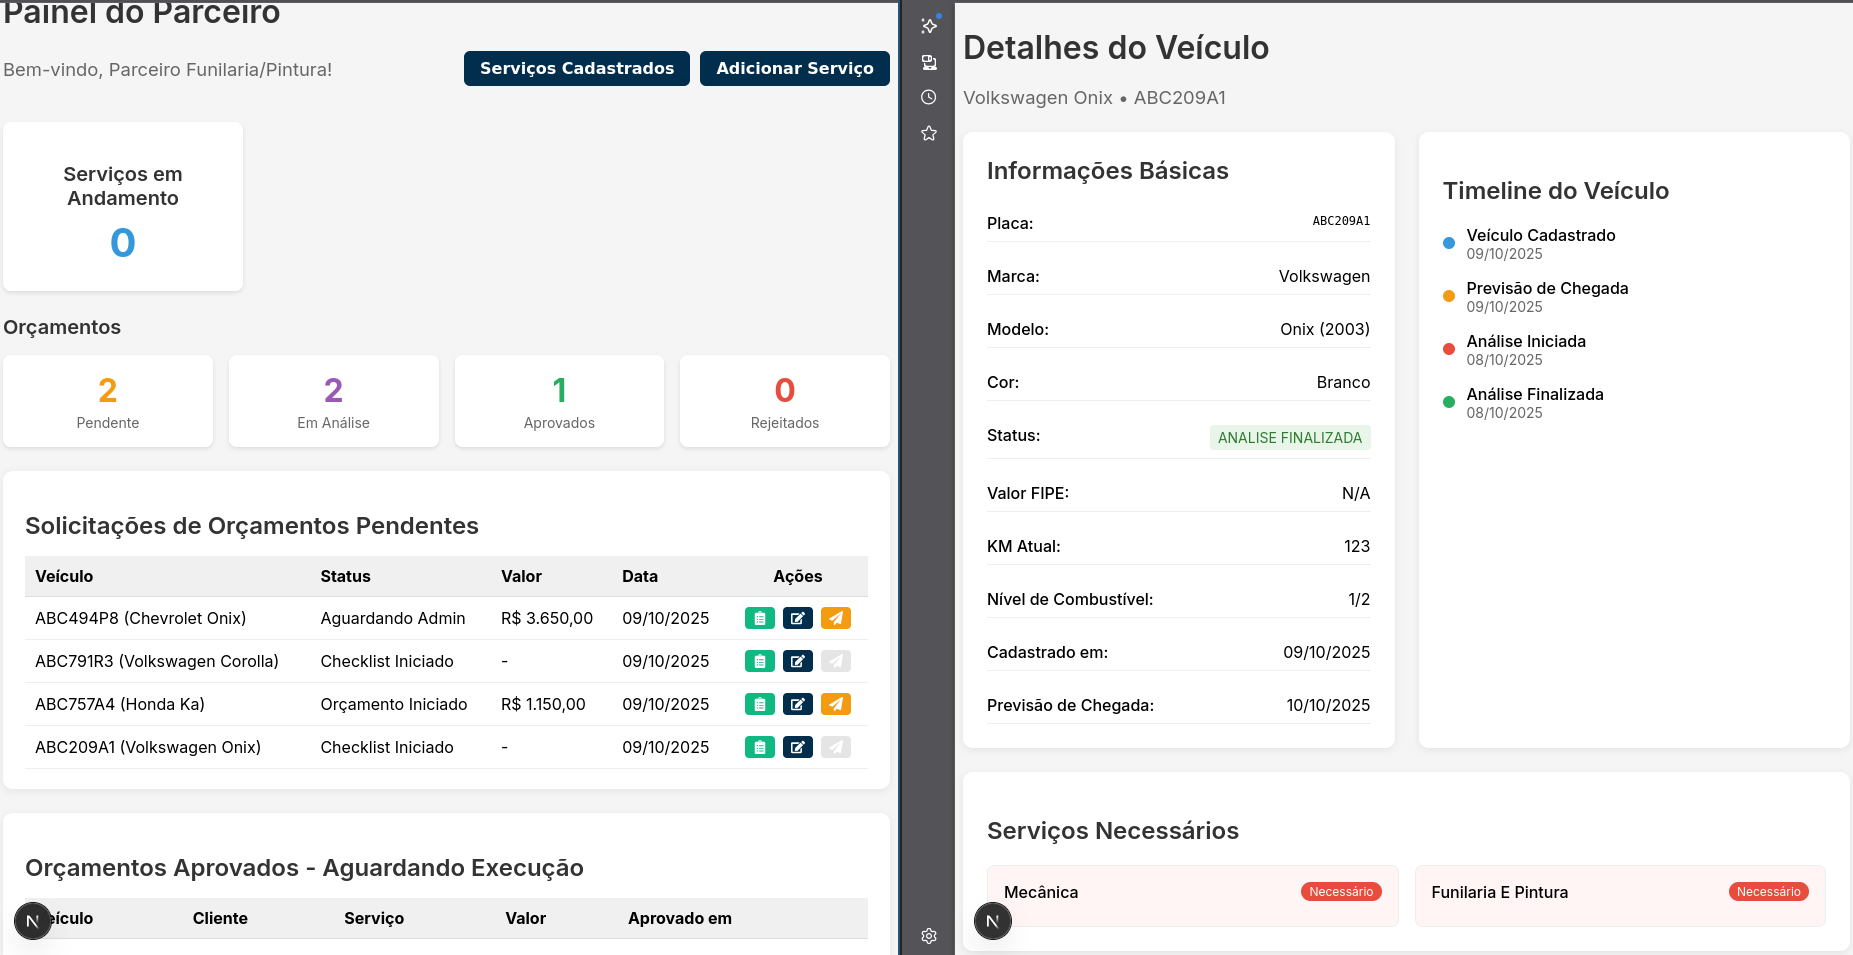 Painel do Parceiro
Bem-vindo, Parceiro Funilaria/Pintura!
Serviços Cadastrados
Adicionar Serviço
Serviços em
Andamento
0
Orçamentos
2
Pendente
2
Em Análise
1
Aprovados
0
Rejeitados
Solicitações de Orçamentos Pendentes
Veículo Status Valor Data Ações
ABC494P8 (Chevrolet Onix) Aguardando Admin R$ 3.650,00 09/10/2025
ABC791R3 (Volkswagen Corolla) Checklist Iniciado - 09/10/2025
ABC757A4 (Honda Ka) Orçamento Iniciado R$ 1.150,00 09/10/2025
ABC209A1 (Volkswagen Onix) Checklist Iniciado - 09/10/2025
Orçamentos Aprovados - Aguardando Execução
eículo Cliente Serviço Valor Aprovado em
N
Detalhes do Veículo
Volkswagen Onix • ABC209A1
Informações Básicas
Placa: ABC209A1
Marca: Volkswagen
Modelo: Onix (2003)
Cor: Branco
Status: ANALISE FINALIZADA
Valor FIPE: N/A
KM Atual: 123
Nível de Combustível: 1/2
Cadastrado em: 09/10/2025
Previsão de Chegada: 10/10/2025
Timeline do Veículo
Veículo Cadastrado
09/10/2025
Previsão de Chegada
09/10/2025
Análise Iniciada
08/10/2025
Análise Finalizada
08/10/2025
Serviços Necessários
Mecânica Necessário
Funilaria E Pintura Necessário
N